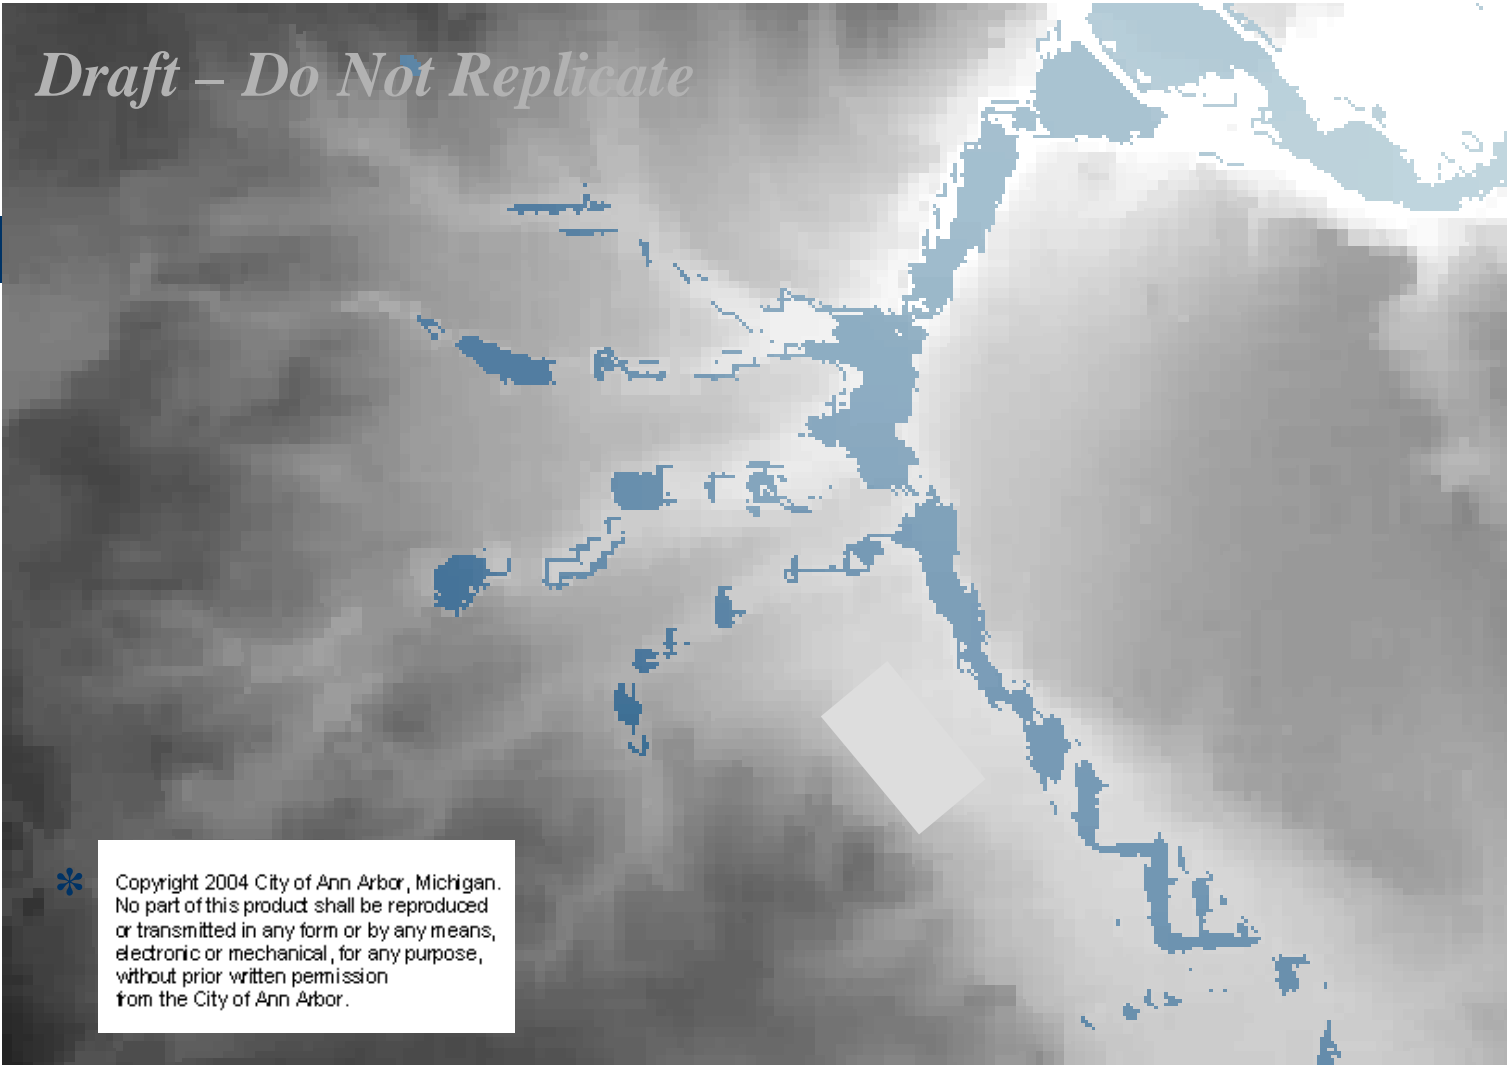 Draft – Do Not Replicate
* Copyright 2004 City of Ann Arbor, Michigan.
No part of this product shall be reproduced
or transmitted in any form or by any means,
electronic or mechanical, for any purpose,
without prior written permission
from the City of Ann Arbor.